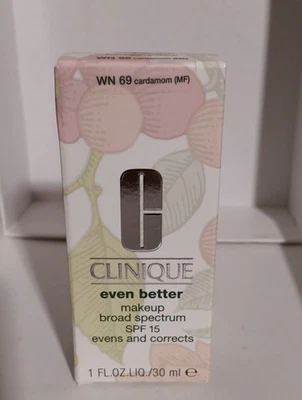 WN 69 cardamom (MF)
CLINIQUE
even better
makeup
broad spectrum
SPF 15
evens and corrects
1 FL.OZ.LIQ./30 ml e